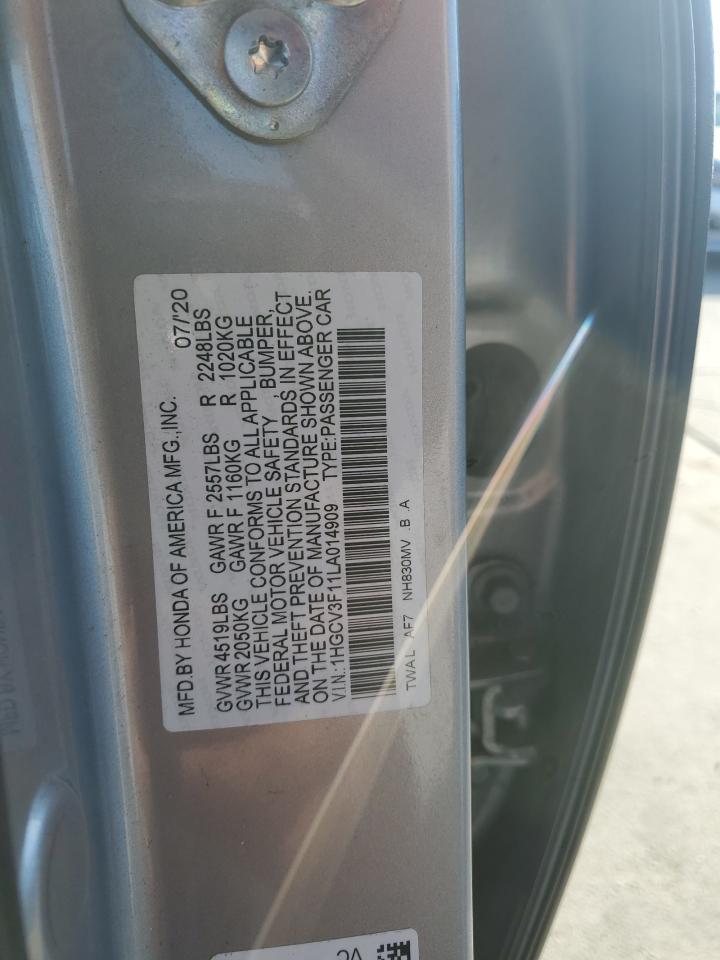 MFD.BY HONDA OF AMERICA MFG.,INC. 07/'20
GVWR 4519LBS GAWR F 2557LBS R 2248LBS
GVWR 2050KG GAWR F 1160KG R 1020KG
THIS VEHICLE CONFORMS TO ALL APPLICABLE
FEDERAL MOTOR VEHICLE SAFETY, BUMPER,
AND THEFT PREVENTION STANDARDS IN EFFECT
ON THE DATE OF MANUFACTURE SHOWN ABOVE.
V.I.N.:1HGCV3F11LA014909 TYPE:PASSENGER CAR
TWAL AF7 NH830MV .B .A